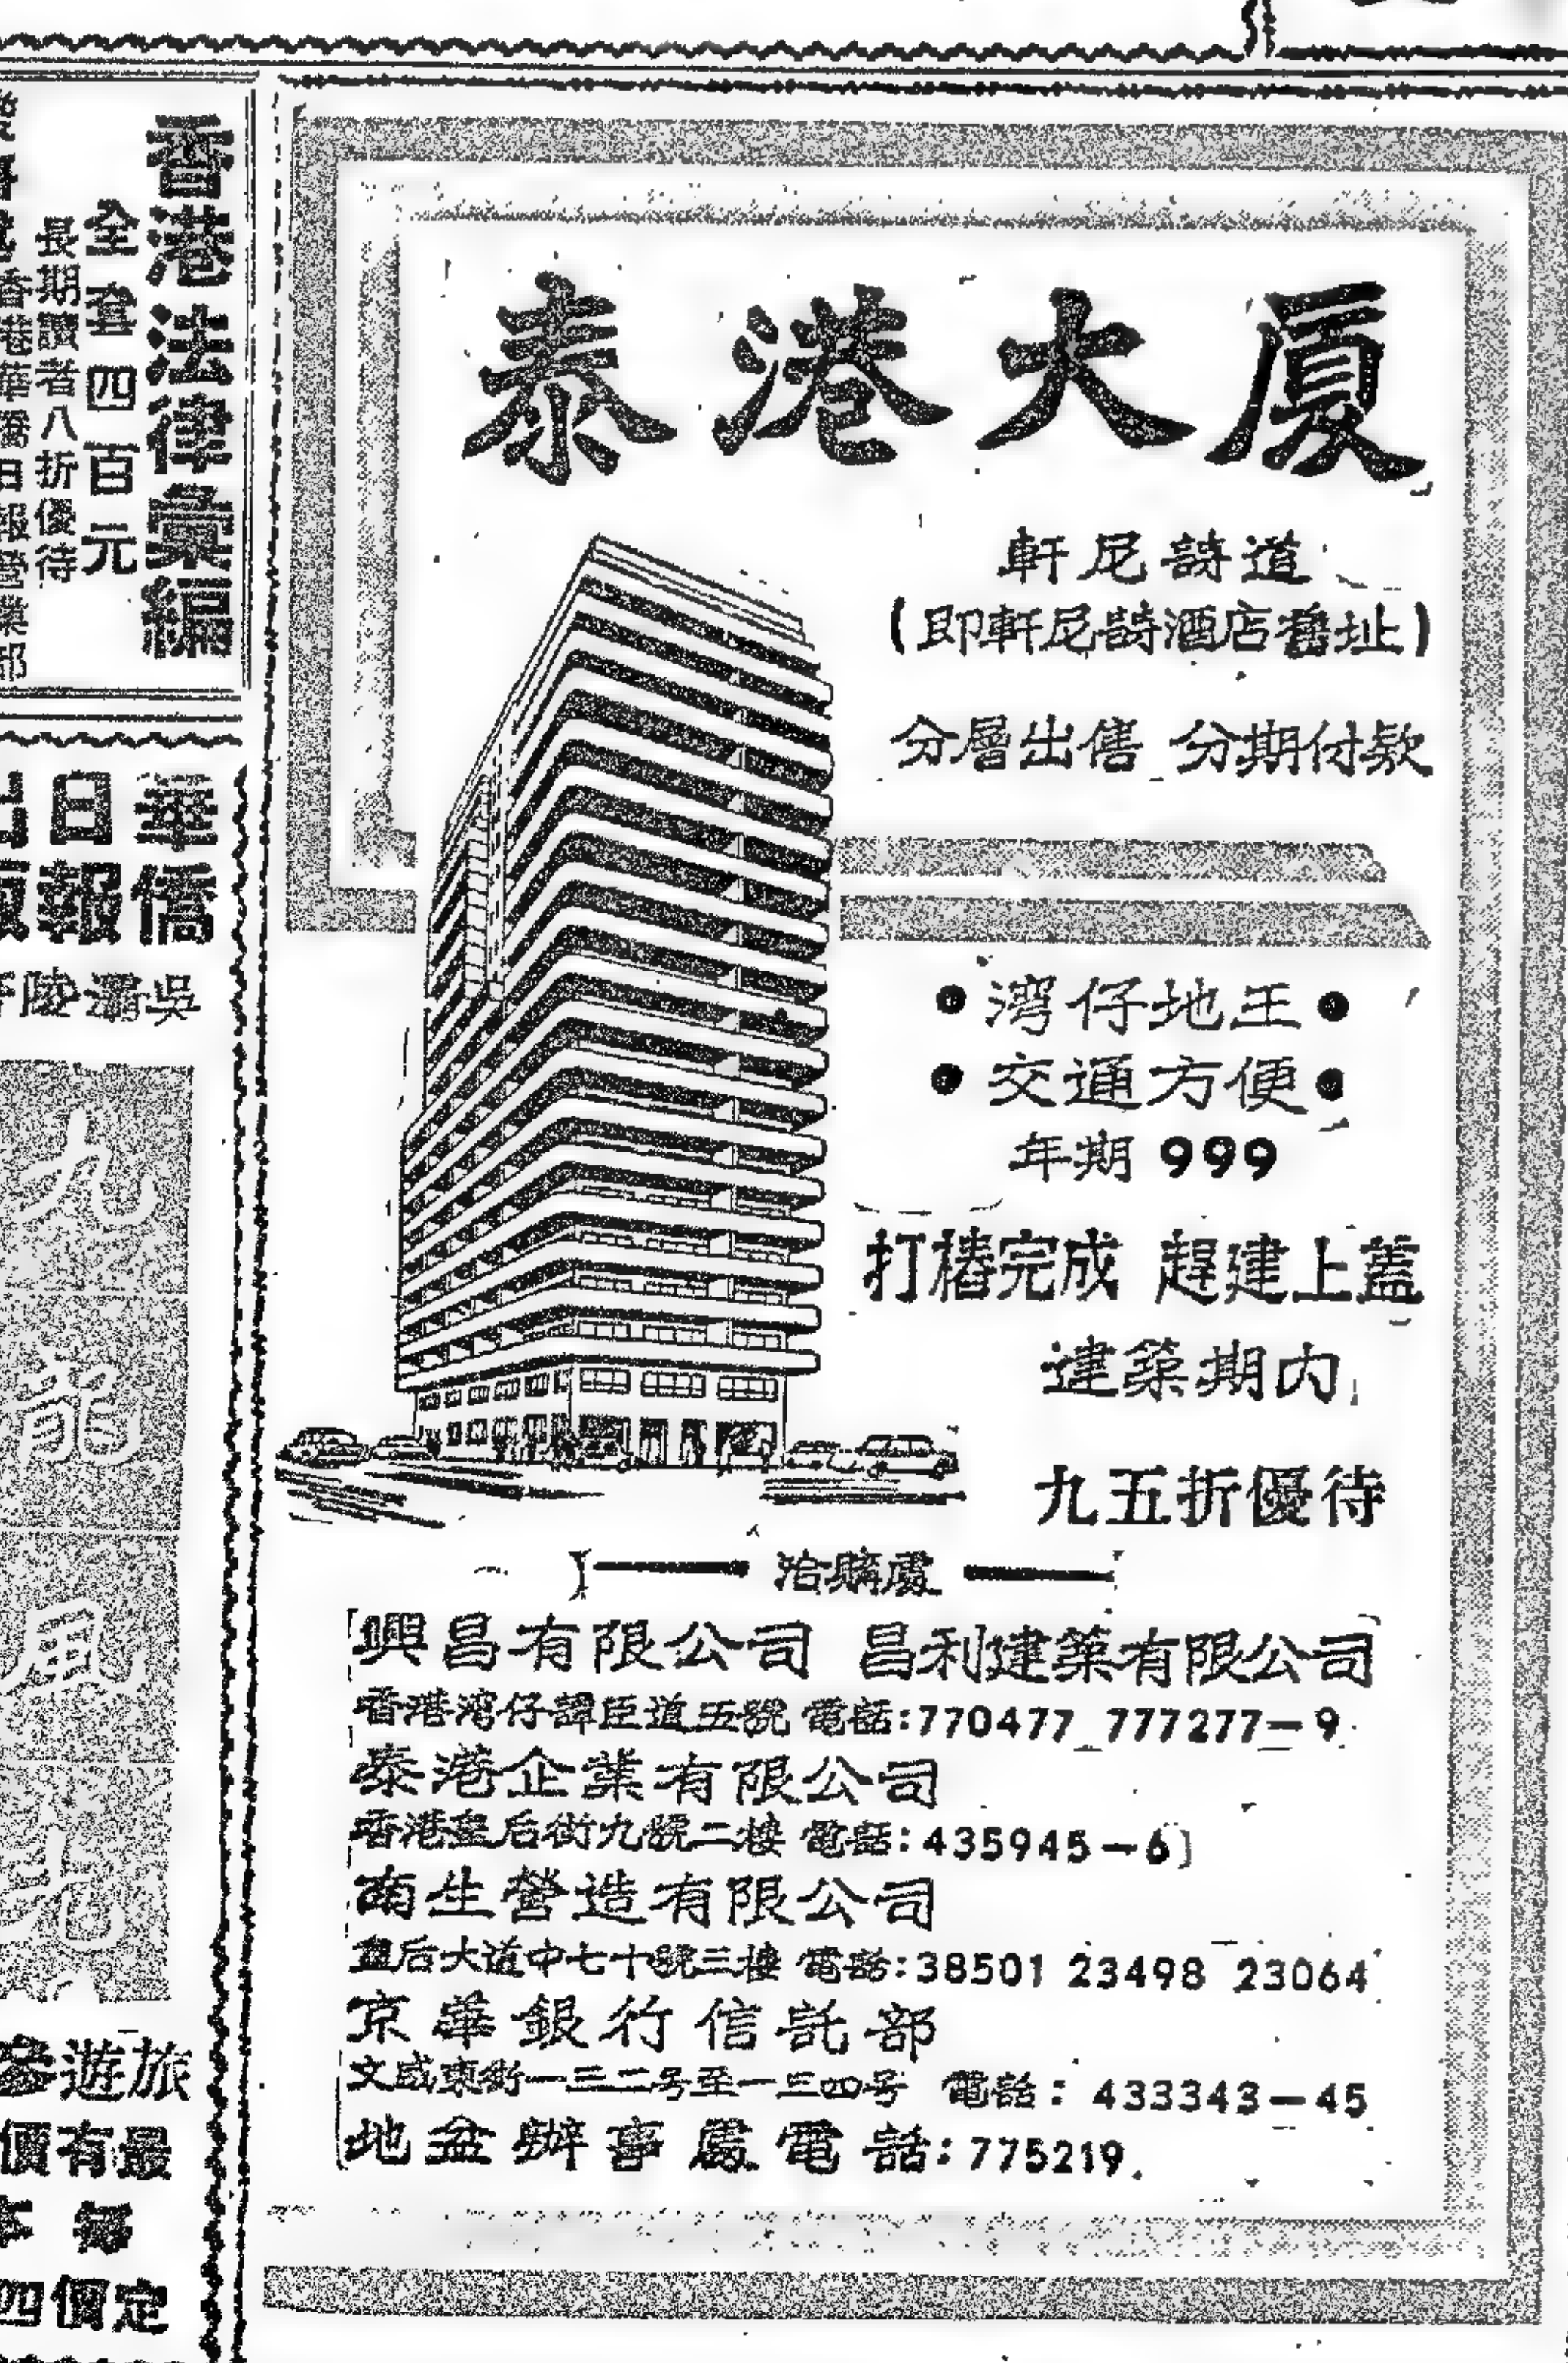 泰港大廈
軒尼詩道
(即軒尼詩酒店舊址)
分層出售 分期付款
•湾仔地王•
•交通方便•
年期 999
打樁完成 趕建上蓋
建築期內
九五折優待
洽購處
興昌有限公司 昌利建築有限公司
香港湾仔譚臣道五號 電話:770477 777277-9
泰港企業有限公司
香港皇后街九號二樓 電話:435945-6
南生營造有限公司
皇后大道中七十號三樓 電話:38501 23498 23064
京華銀行信託部
文咸東街一三二号至一三四号 電話:433343-45
地盆辦事處電話:775219
香港法律彙編
全套四百元
長期讀者八折優待
香港華僑日報營業部
華僑
日報
出版
吳灞陵
九龍風光
旅遊參
最有價
每
定價四